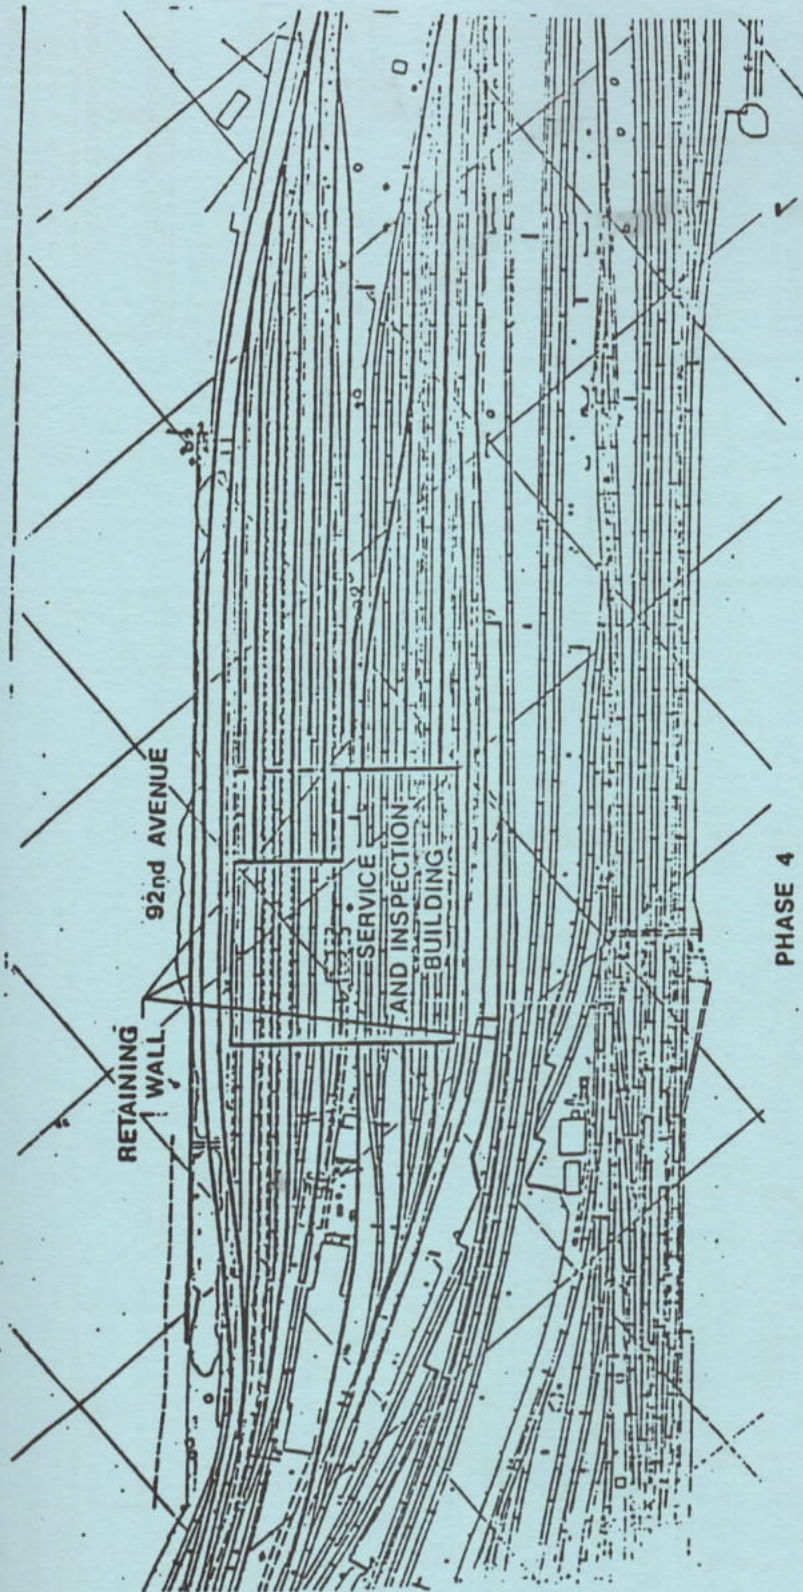 92nd AVENUE
RETAINING
WALL
SERVICE
AND INSPECTION
BUILDING
PHASE 4